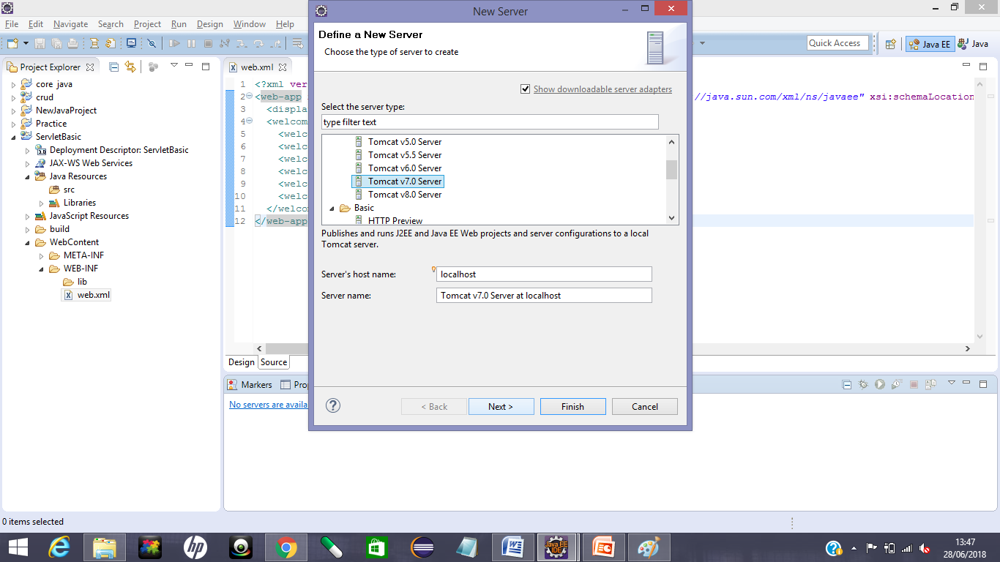 New Server
File Edit Navigate Search Project Run Design Window Help
Define a New Server
Choose the type of server to create
Quick Access
Java EE
Java
Project Explorer
web.xml
core java
crud
NewJavaProject
Practice
ServletBasic
Deployment Descriptor: ServletBasic
JAX-WS Web Services
Java Resources
src
Libraries
JavaScript Resources
build
WebContent
META-INF
WEB-INF
lib
web.xml
1 <?xml ver
2 <web-app //java.sun.com/xml/ns/javaee" xsi:schemaLocation
3 <displa
4 <welcom
5 <welc
6 <welc
7 <welc
8 <welc
9 <welc
10 <welc
11 </welcom
12 </web-app
Show downloadable server adapters
Select the server type:
type filter text
Tomcat v5.0 Server
Tomcat v5.5 Server
Tomcat v6.0 Server
Tomcat v7.0 Server
Tomcat v8.0 Server
Basic
HTTP Preview
Publishes and runs J2EE and Java EE Web projects and server configurations to a local
Tomcat server.
Server's host name: localhost
Server name: Tomcat v7.0 Server at localhost
Design Source
Markers Prop
No servers are availa
< Back Next > Finish Cancel
0 items selected
Java EE
IDE
13:47
28/06/2018